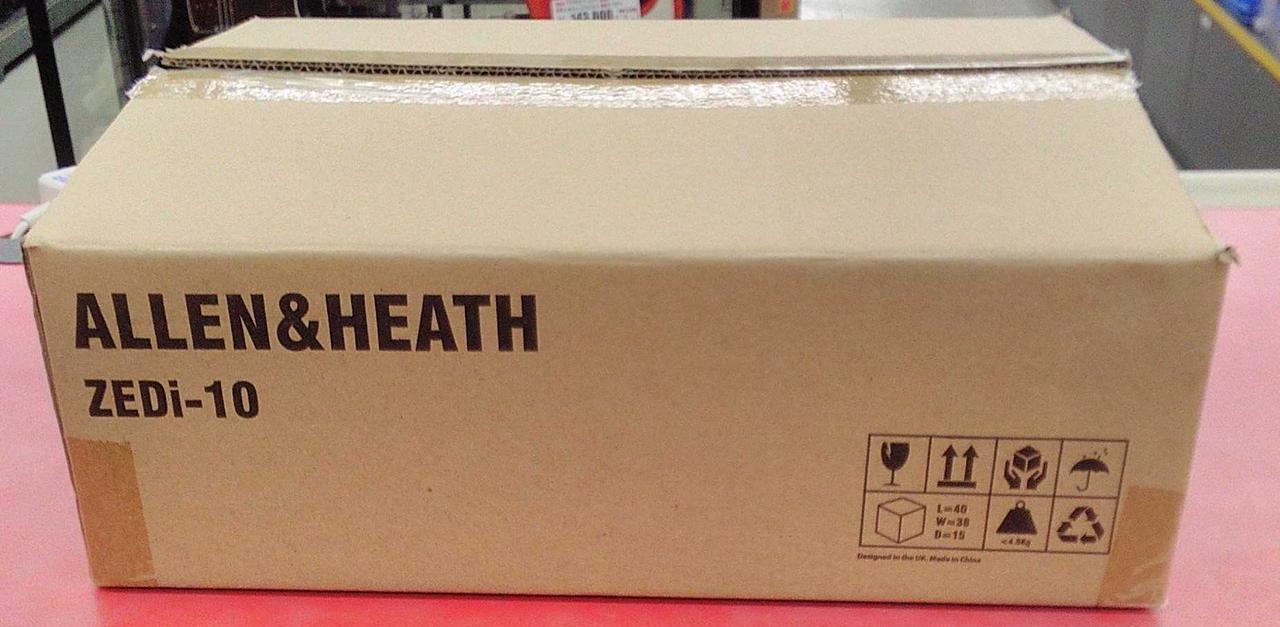 ALLEN&HEATH
ZEDi-10
L=40
W=38
D=15
<4.5Kg
Designed in the UK. Made in China